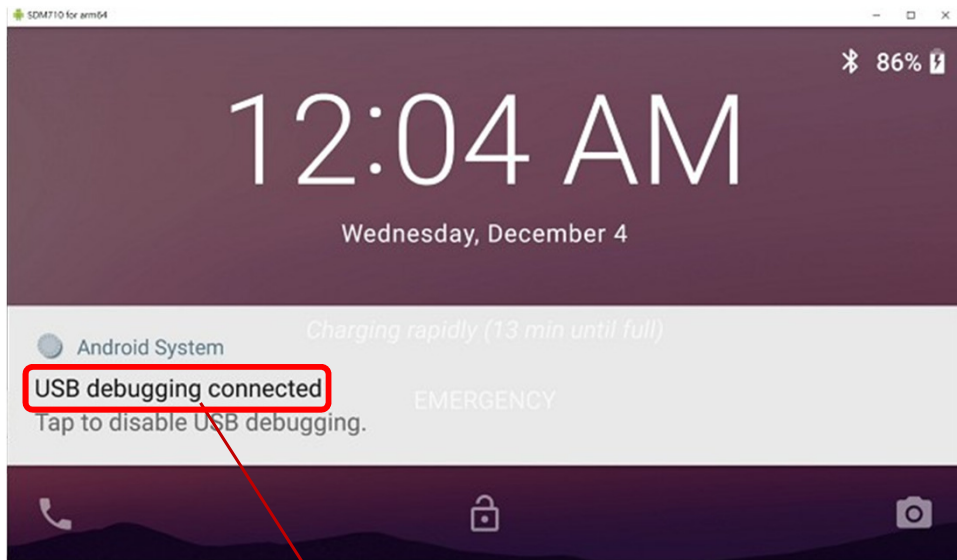 SDM710 for arm64
86%
12:04 AM
Wednesday, December 4
Charging rapidly (13 min until full)
Android System
USB debugging connected
EMERGENCY
Tap to disable USB debugging.